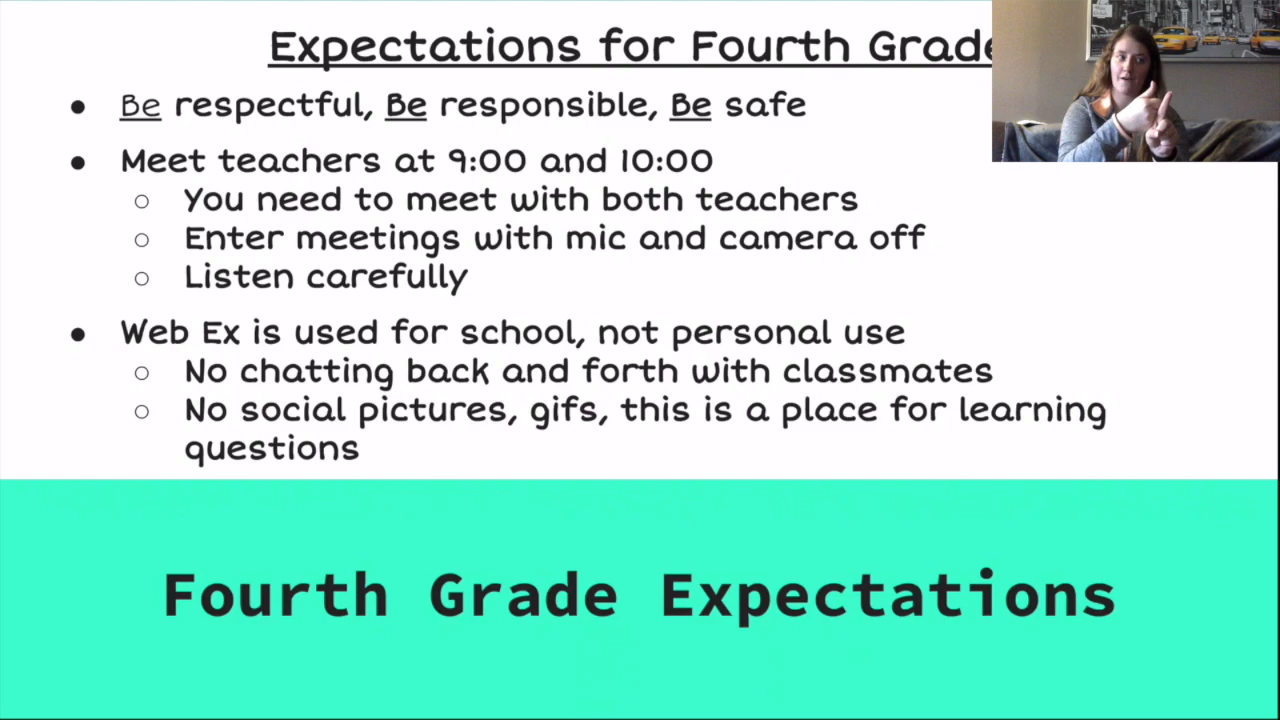 Expectations for Fourth Grade
Be respectful, Be responsible, Be safe
Meet teachers at 9:00 and 10:00
You need to meet with both teachers
Enter meetings with mic and camera off
Listen carefully
Web Ex is used for school, not personal use
No chatting back and forth with classmates
No social pictures, gifs, this is a place for learning
questions
Fourth Grade Expectations